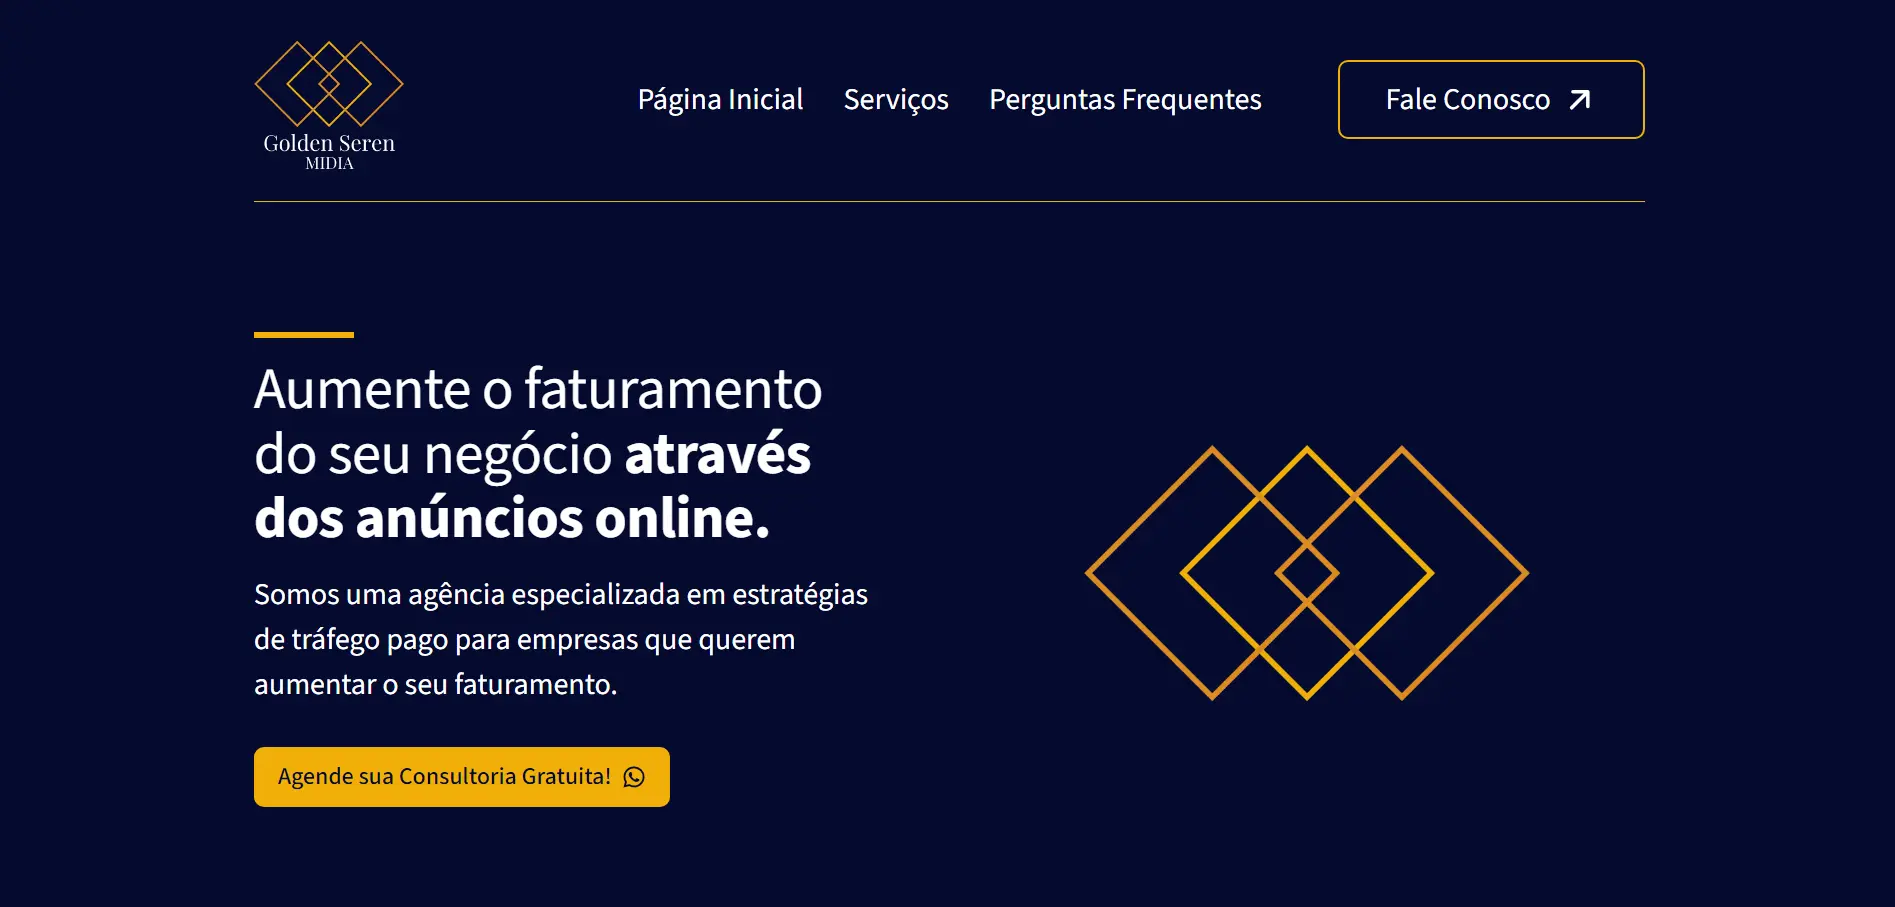 Golden Seren
MIDIA
Página Inicial
Serviços
Perguntas Frequentes
Fale Conosco
Aumente o faturamento
do seu negócio através
dos anúncios online.
Somos uma agência especializada em estratégias
de tráfego pago para empresas que querem
aumentar o seu faturamento.
Agende sua Consultoria Gratuita!